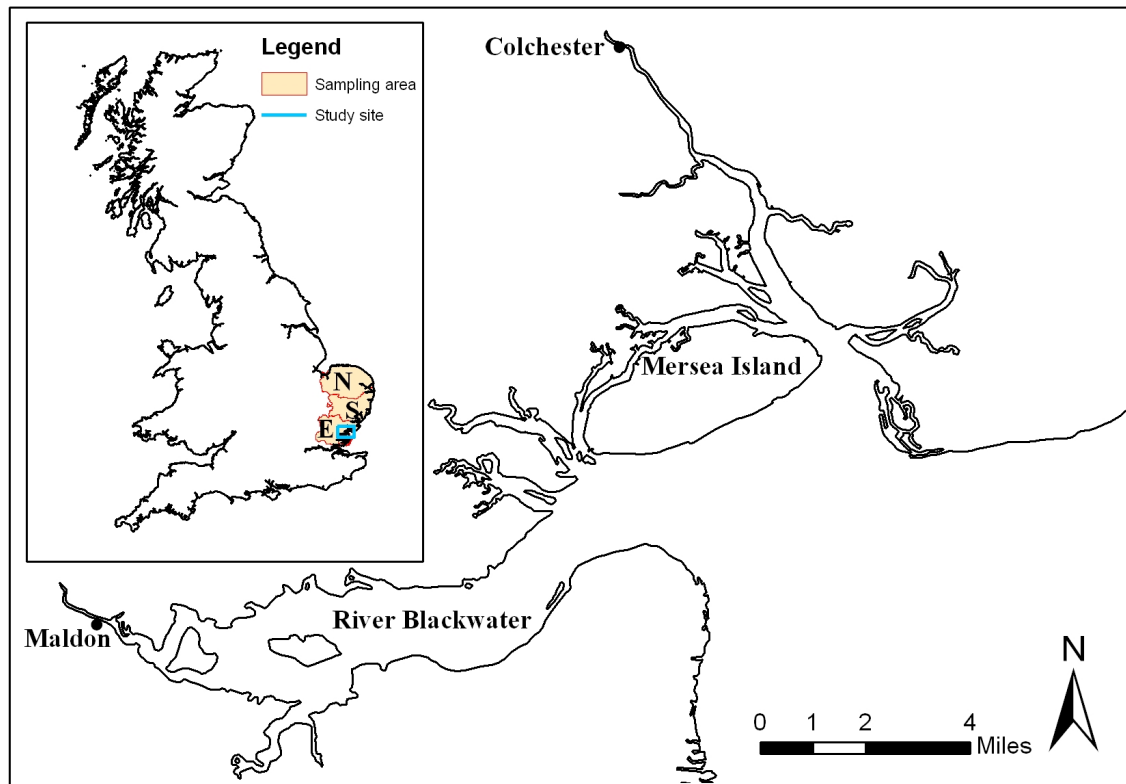 Legend
Sampling area
Study site
N
S
E
Colchester
Mersea Island
River Blackwater
Maldon
N
0 1 2 4
Miles